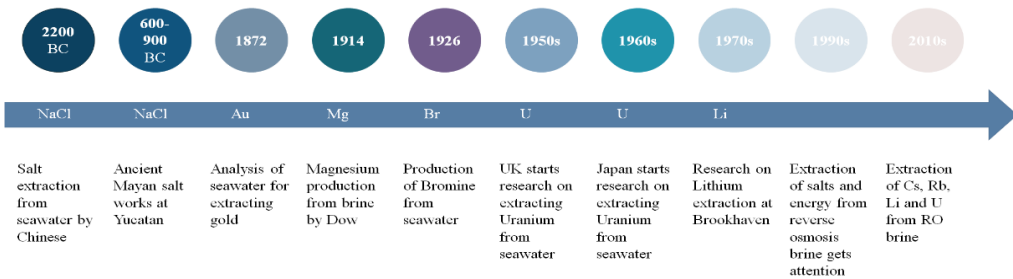 2200
BC
600-
900
BC
1872
1914
1926
1950s
1960s
1970s
1990s
2010s
NaCl
NaCl
Au
Mg
Br
U
U
Li
Salt
extraction
from
seawater by
Chinese
Ancient
Mayan salt
works at
Yucatan
Analysis of
seawater for
extracting
gold
Magnesium
production
from brine
by Dow
Production
of Bromine
from
seawater
UK starts
research on
extracting
Uranium
from
seawater
Japan starts
research on
extracting
Uranium
from
seawater
Research on
Lithium
extraction at
Brookhaven
Extraction
of salts and
energy from
reverse
osmosis
brine gets
attention
Extraction
of Cs, Rb,
Li and U
from RO
brine